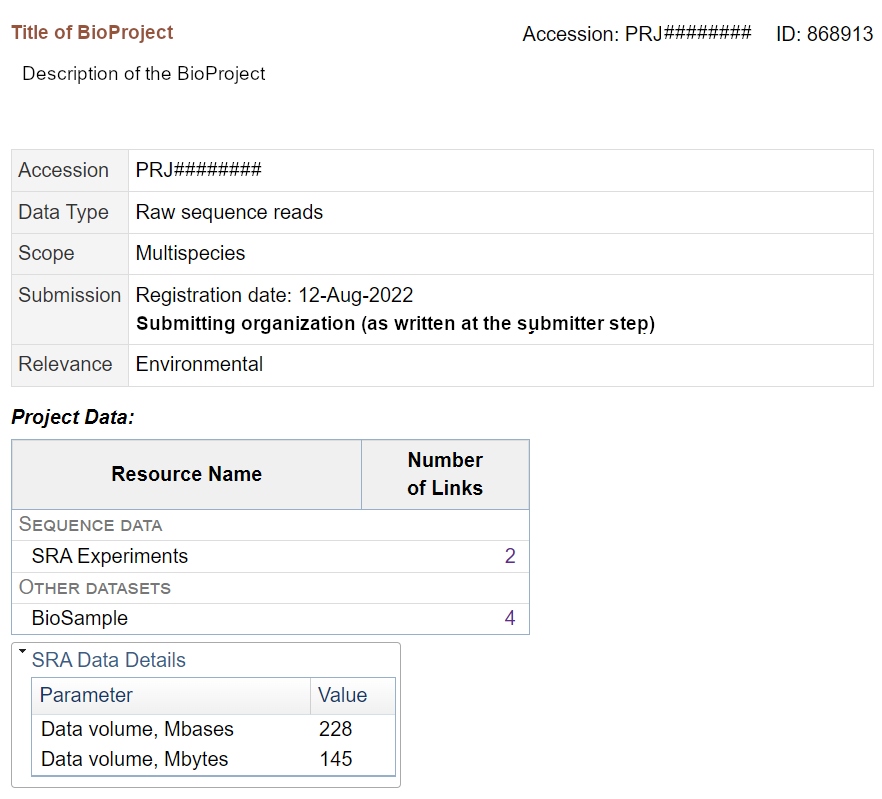 Title of BioProject Accession: PRJ######## ID: 868913
Description of the BioProject
Accession PRJ########
Data Type Raw sequence reads
Scope Multispecies
Submission Registration date: 12-Aug-2022
Submitting organization (as written at the submitter step)
Relevance Environmental
Project Data:
Resource Name Number of Links
SEQUENCE DATA
SRA Experiments 2
OTHER DATASETS
BioSample 4
SRA Data Details
Parameter Value
Data volume, Mbases 228
Data volume, Mbytes 145